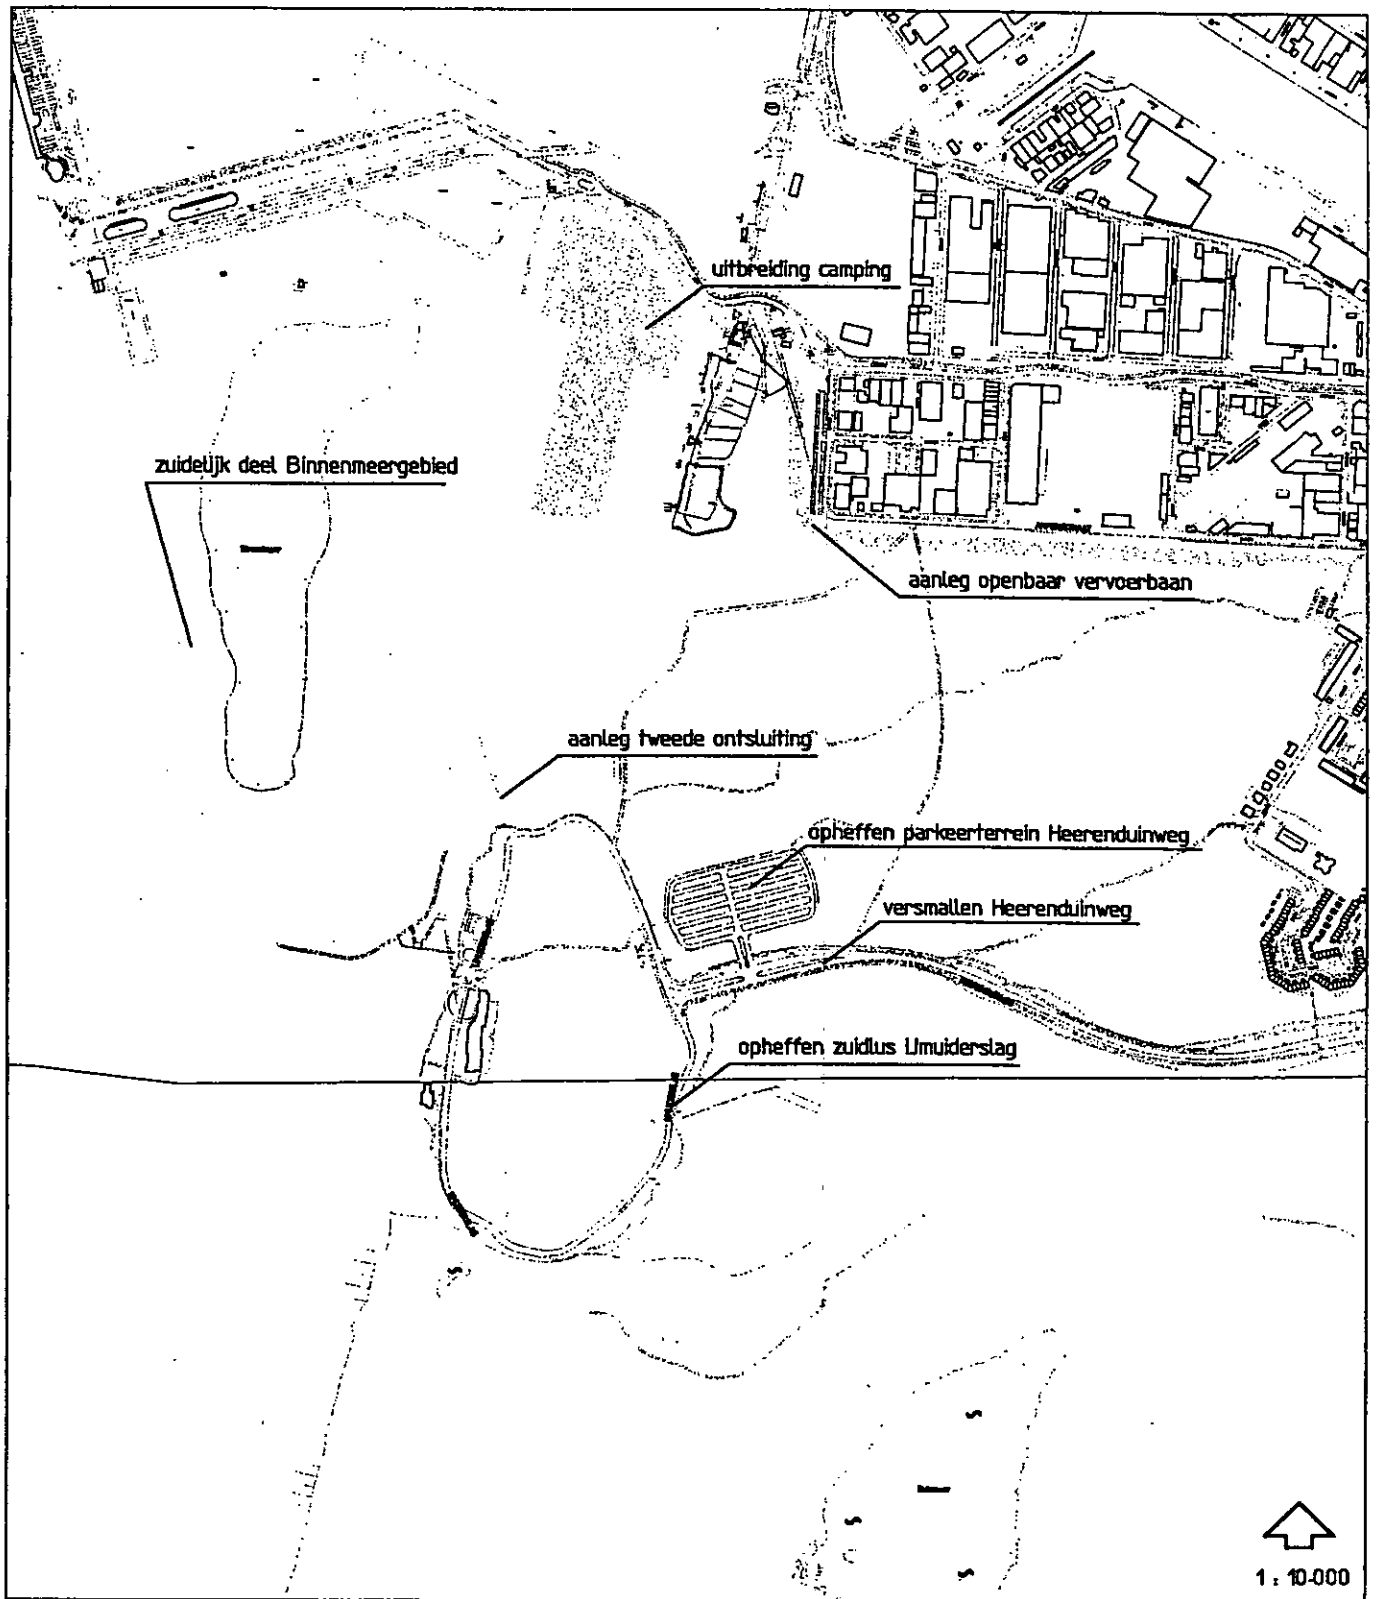 uitbreiding camping
zuidelijk deel Binnenmeergebied
aanleg openbaar vervoerbaan
aanleg tweede ontsluiting
opheffen parkeerterrein Heerenduinweg
versmallen Heerenduinweg
opheffen zuidlus IJmuiderslag
1 : 10.000